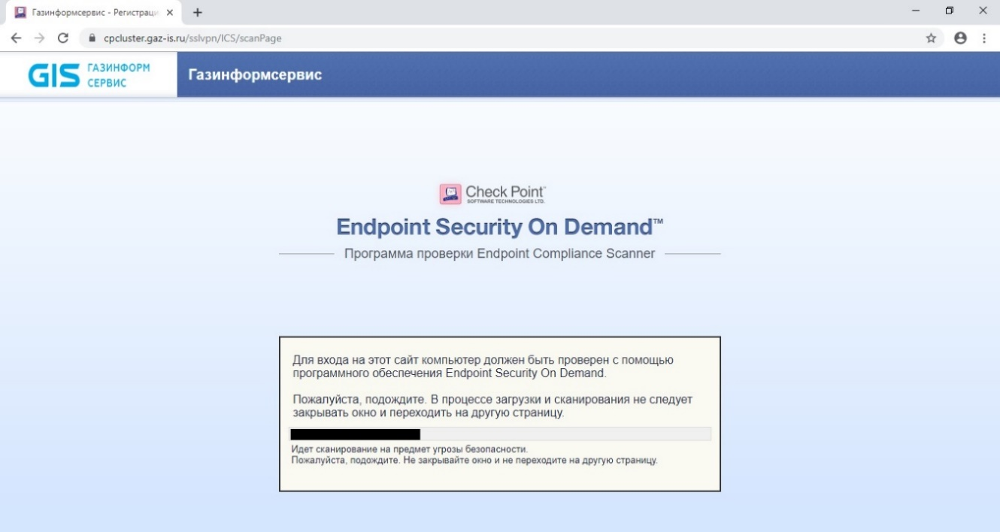 Газинформсервис - Регистраци
cpcluster.gaz-is.ru/sslvpn/ICS/scanPage
GIS ГАЗИНФОРМ
СЕРВИС
Газинформсервис
Check Point™
SOFTWARE TECHNOLOGIES LTD.
Endpoint Security On Demand™
Программа проверки Endpoint Compliance Scanner
Для входа на этот сайт компьютер должен быть проверен с помощью
программного обеспечения Endpoint Security On Demand.
Пожалуйста, подождите. В процессе загрузки и сканирования не следует
закрывать окно и переходить на другую страницу.
Идет сканирование на предмет угрозы безопасности.
Пожалуйста, подождите. Не закрывайте окно и не переходите на другую страницу.